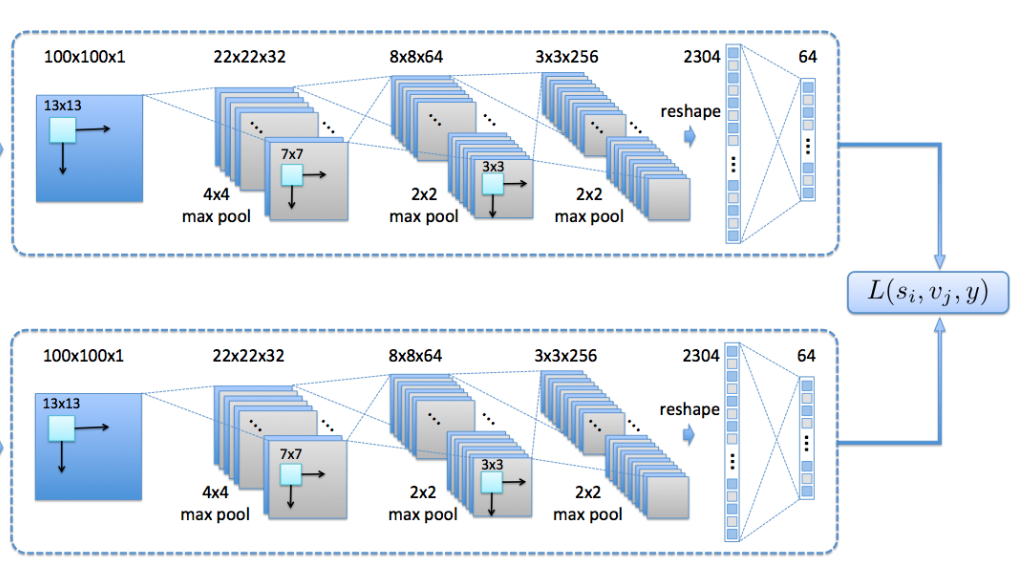 100x100x1 22x22x32 8x8x64 3x3x256 2304 64
13x13
reshape
7x7
3x3
4x4 2x2 2x2
max pool max pool max pool
L(s_i, v_j, y)
100x100x1 22x22x32 8x8x64 3x3x256 2304 64
13x13
reshape
7x7
3x3
4x4 2x2 2x2
max pool max pool max pool